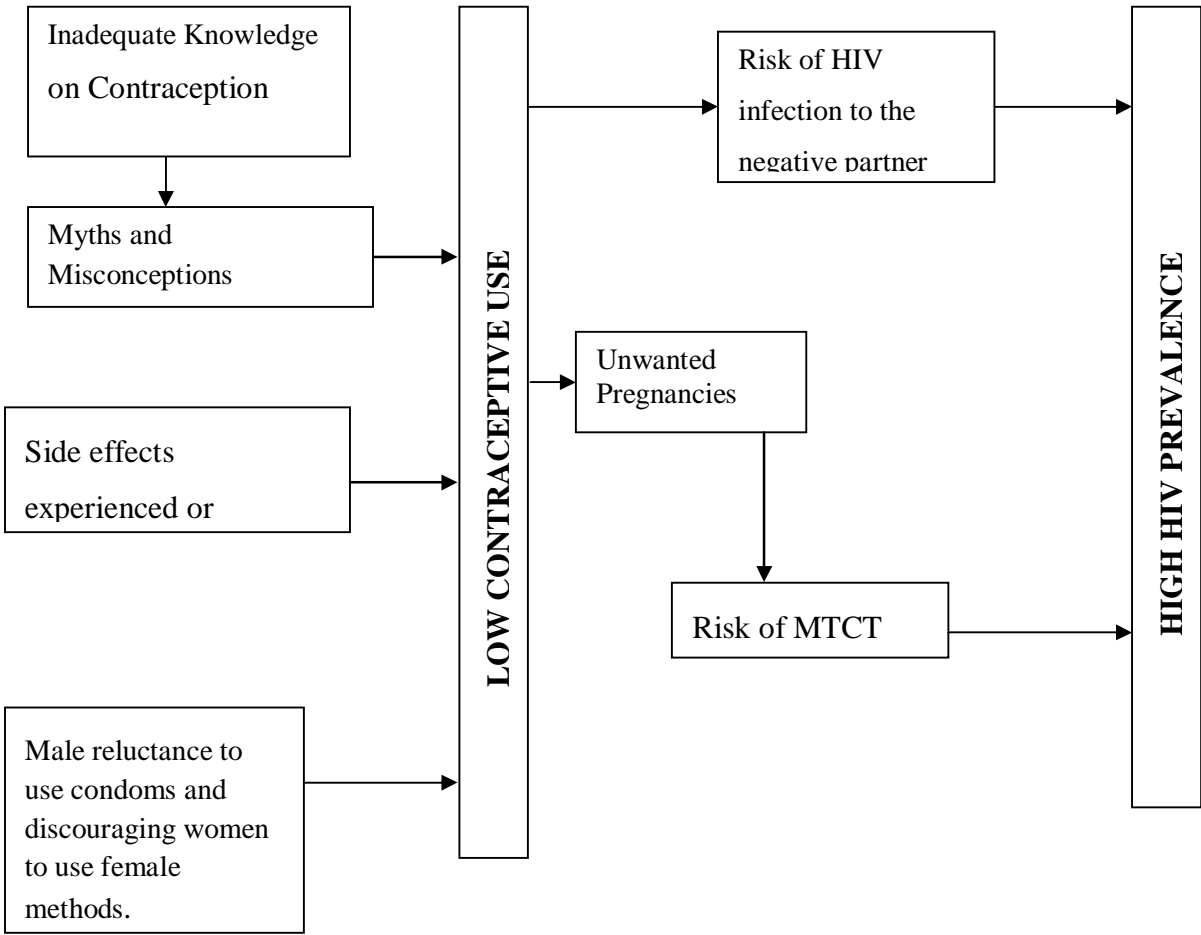 Inadequate Knowledge
on Contraception
Myths and
Misconceptions
Side effects
experienced or
Male reluctance to
use condoms and
discouraging women
to use female
methods.
LOW CONTRACEPTIVE USE
Risk of HIV
infection to the
negative partner
Unwanted
Pregnancies
Risk of MTCT
HIGH HIV PREVALENCE